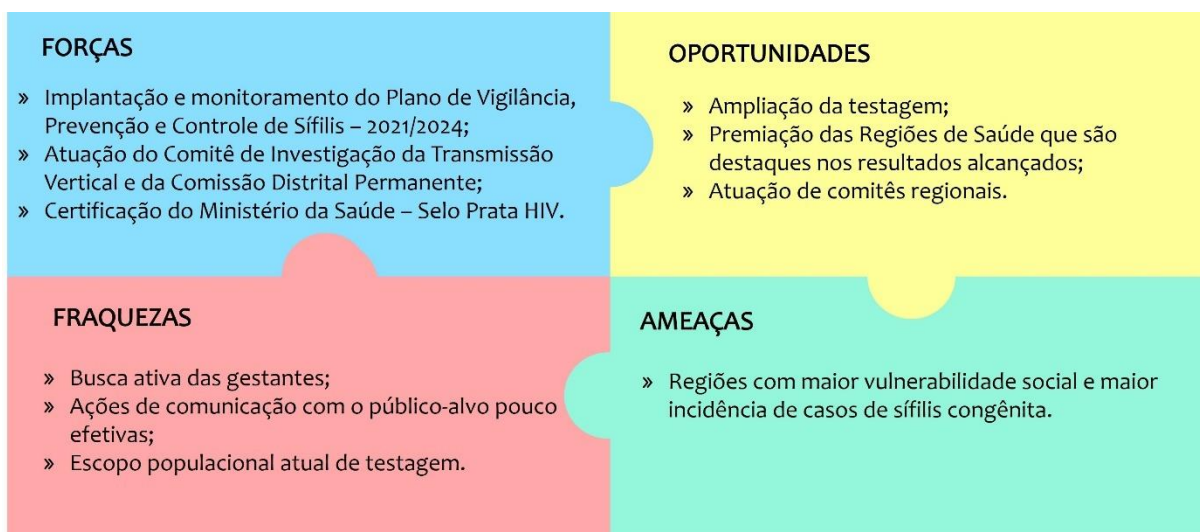 FORÇAS
» Implantação e monitoramento do Plano de Vigilância,
Prevenção e Controle de Sífilis – 2021/2024;
» Atuação do Comitê de Investigação da Transmissão
Vertical e da Comissão Distrital Permanente;
» Certificação do Ministério da Saúde – Selo Prata HIV.
OPORTUNIDADES
» Ampliação da testagem;
» Premiação das Regiões de Saúde que são
destaques nos resultados alcançados;
» Atuação de comitês regionais.
FRAQUEZAS
» Busca ativa das gestantes;
» Ações de comunicação com o público-alvo pouco
efetivas;
» Escopo populacional atual de testagem.
AMEAÇAS
» Regiões com maior vulnerabilidade social e maior
incidência de casos de sífilis congênita.